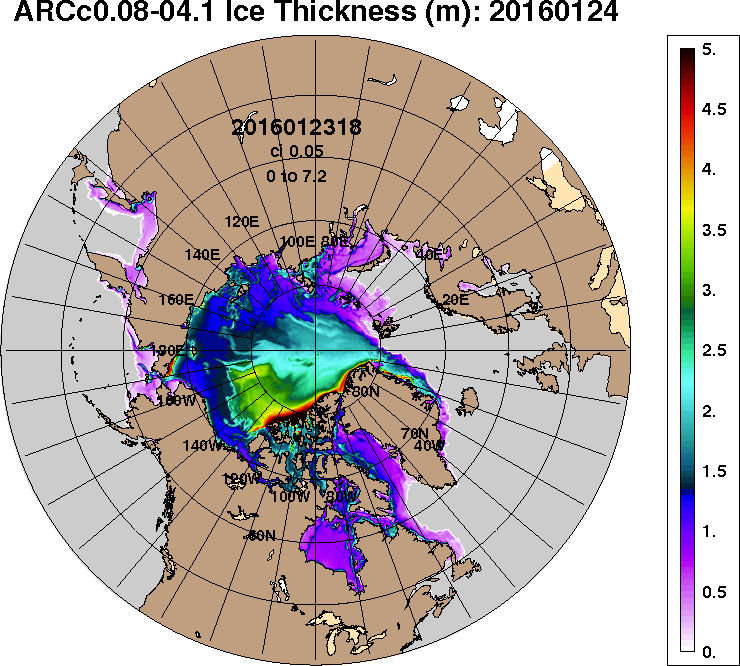 ARCc0.08-04.1 Ice Thickness (m): 20160124
5.
4.5
4.
3.5
3.
2.5
2.
1.5
1.
0.5
0.
2016012318
ci 0.05
0 to 7.2
120E
100E
80E
140E
40E
160E
20E
180E
160W
80N
70N
40W
140W
120W
100W
80W
60N